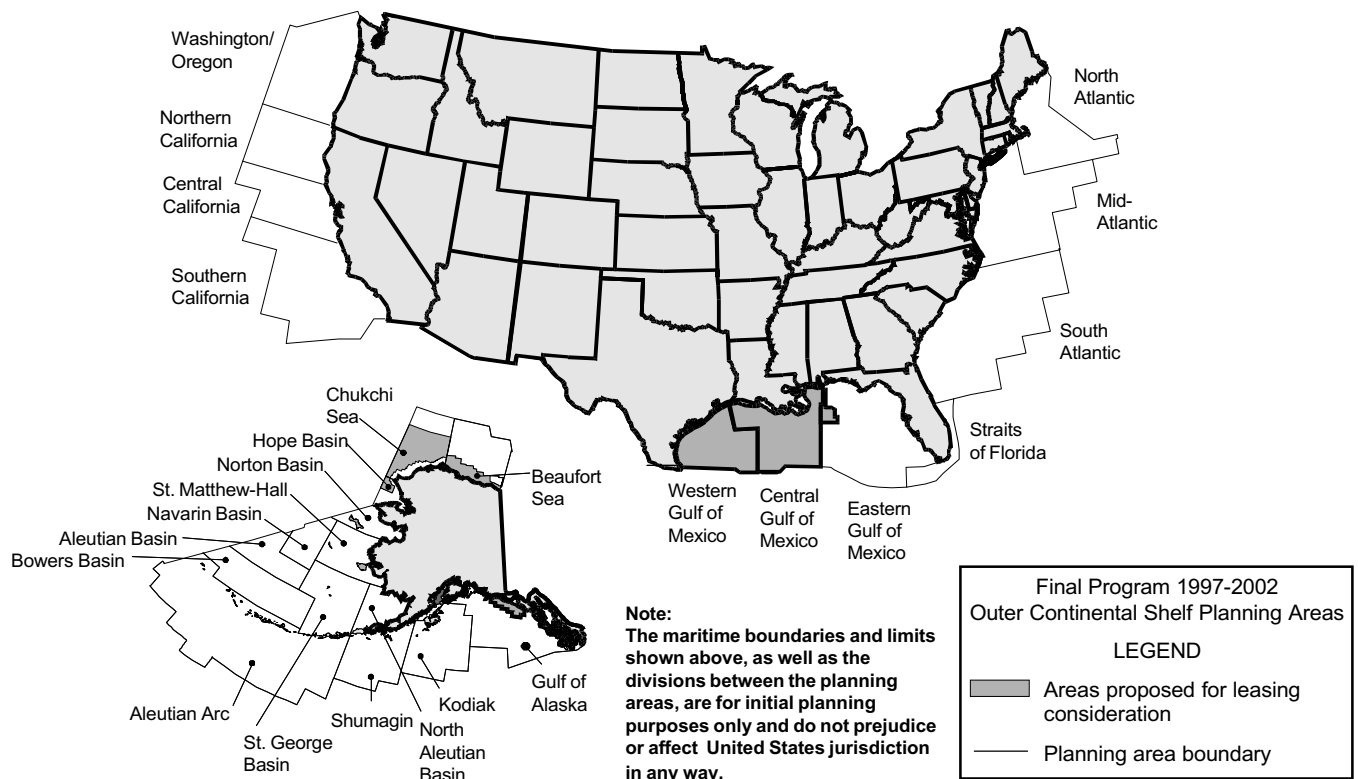 Washington/
Oregon
Northern
California
Central
California
Southern
California
North
Atlantic
Mid-
Atlantic
South
Atlantic
Straits
of Florida
Western
Gulf of
Mexico
Central
Gulf of
Mexico
Eastern
Gulf of
Mexico
Chukchi
Sea
Hope Basin
Norton Basin
St. Matthew-Hall
Navarin Basin
Aleutian Basin
Bowers Basin
Beaufort
Sea
Aleutian Arc
St. George
Basin
Shumagin
North
Aleutian
Basin
Kodiak
Gulf of
Alaska
Note:
The maritime boundaries and limits
shown above, as well as the
divisions between the planning
areas, are for initial planning
purposes only and do not prejudice
or affect United States jurisdiction
in any way.
Final Program 1997-2002
Outer Continental Shelf Planning Areas
LEGEND
Areas proposed for leasing
consideration
Planning area boundary